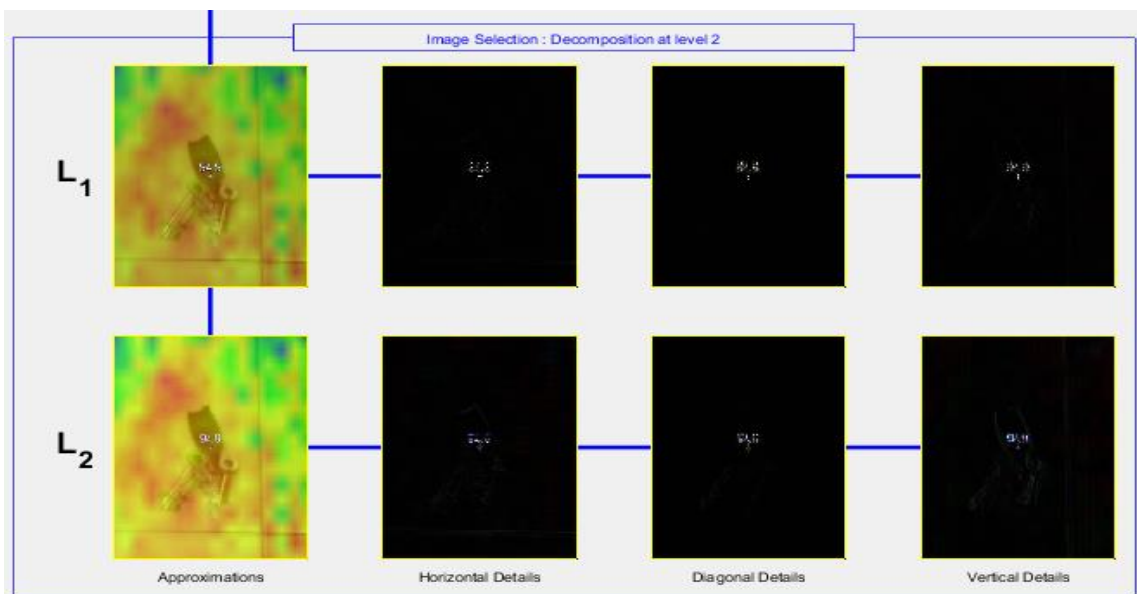 Image Selection : Decomposition at level 2
L1
L2
Approximations Horizontal Details Diagonal Details Vertical Details